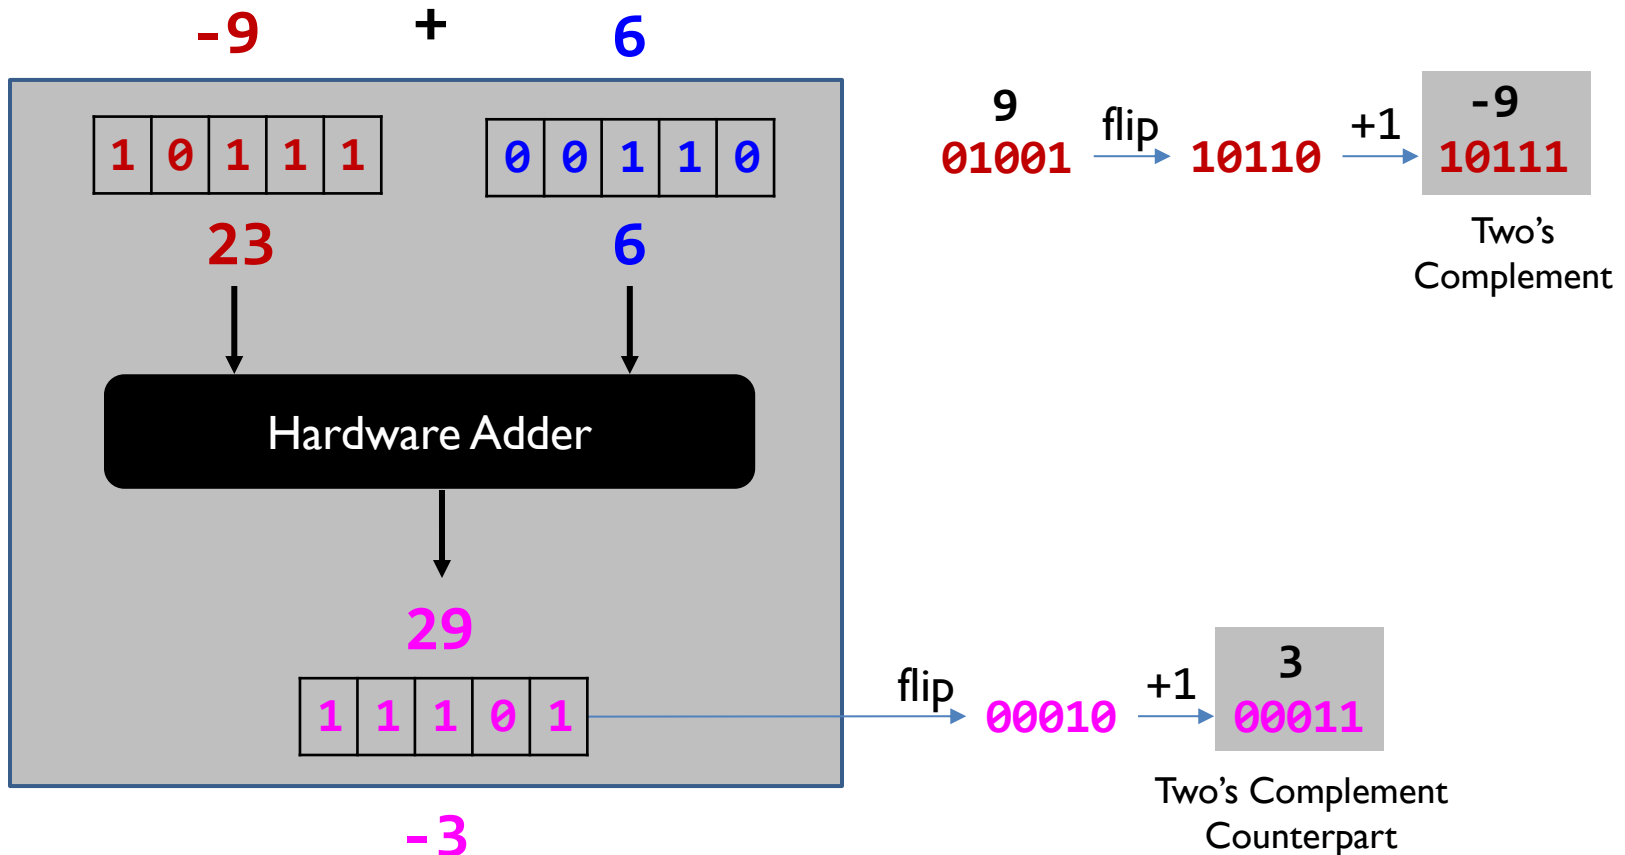 -9 + 6
1 0 1 1 1
0 0 1 1 0
23
6
Hardware Adder
29
1 1 1 0 1
-3
9
01001
flip
10110
+1
-9
10111
Two's
Complement
flip
00010
+1
3
00011
Two's Complement
Counterpart